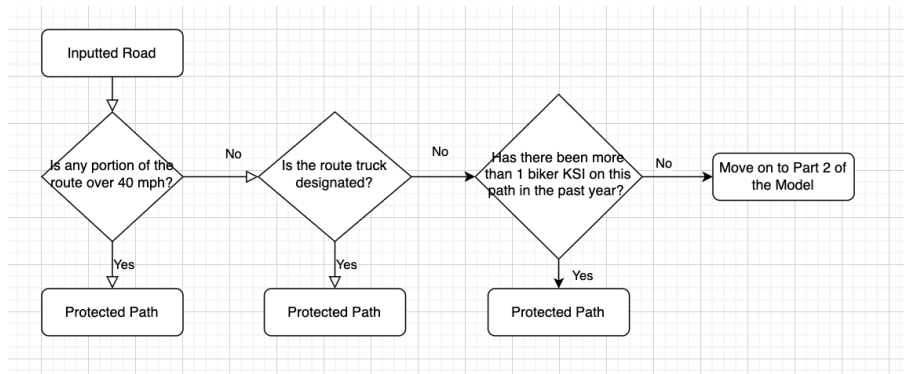 Inputted Road
Is any portion of the
route over 40 mph?
No
Is the route truck
designated?
No
Has there been more
than 1 biker KSI on this
path in the past year?
No
Move on to Part 2 of
the Model
Yes
Yes
Yes
Protected Path
Protected Path
Protected Path